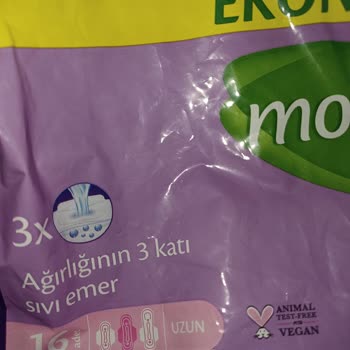 EKON
mo
3x
Ağırlığının 3 katı
sıvı emer
16
UZUN
ANIMAL
TEST-FREE
VEGAN